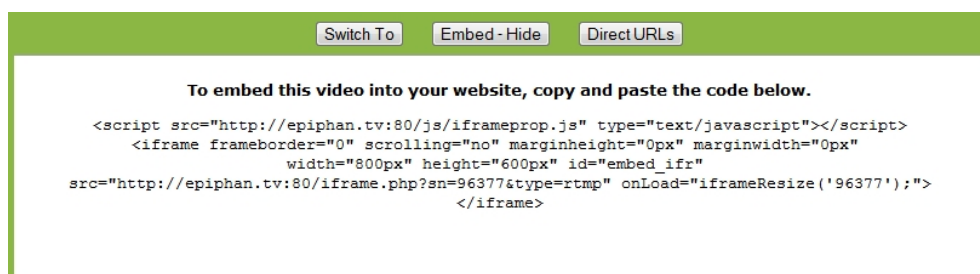 Switch To Embed - Hide Direct URLs
To embed this video into your website, copy and paste the code below.
<script src="http://epiphan.tv:80/js/iframeprop.js" type="text/javascript"></script>
<iframe frameborder="0" scrolling="no" marginheight="0px" marginwidth="0px"
width="800px" height="600px" id="embed_ifr"
src="http://epiphan.tv:80/iframe.php?sn=96377&type=rtmp" onLoad="iframeResize('96377');">
</iframe>